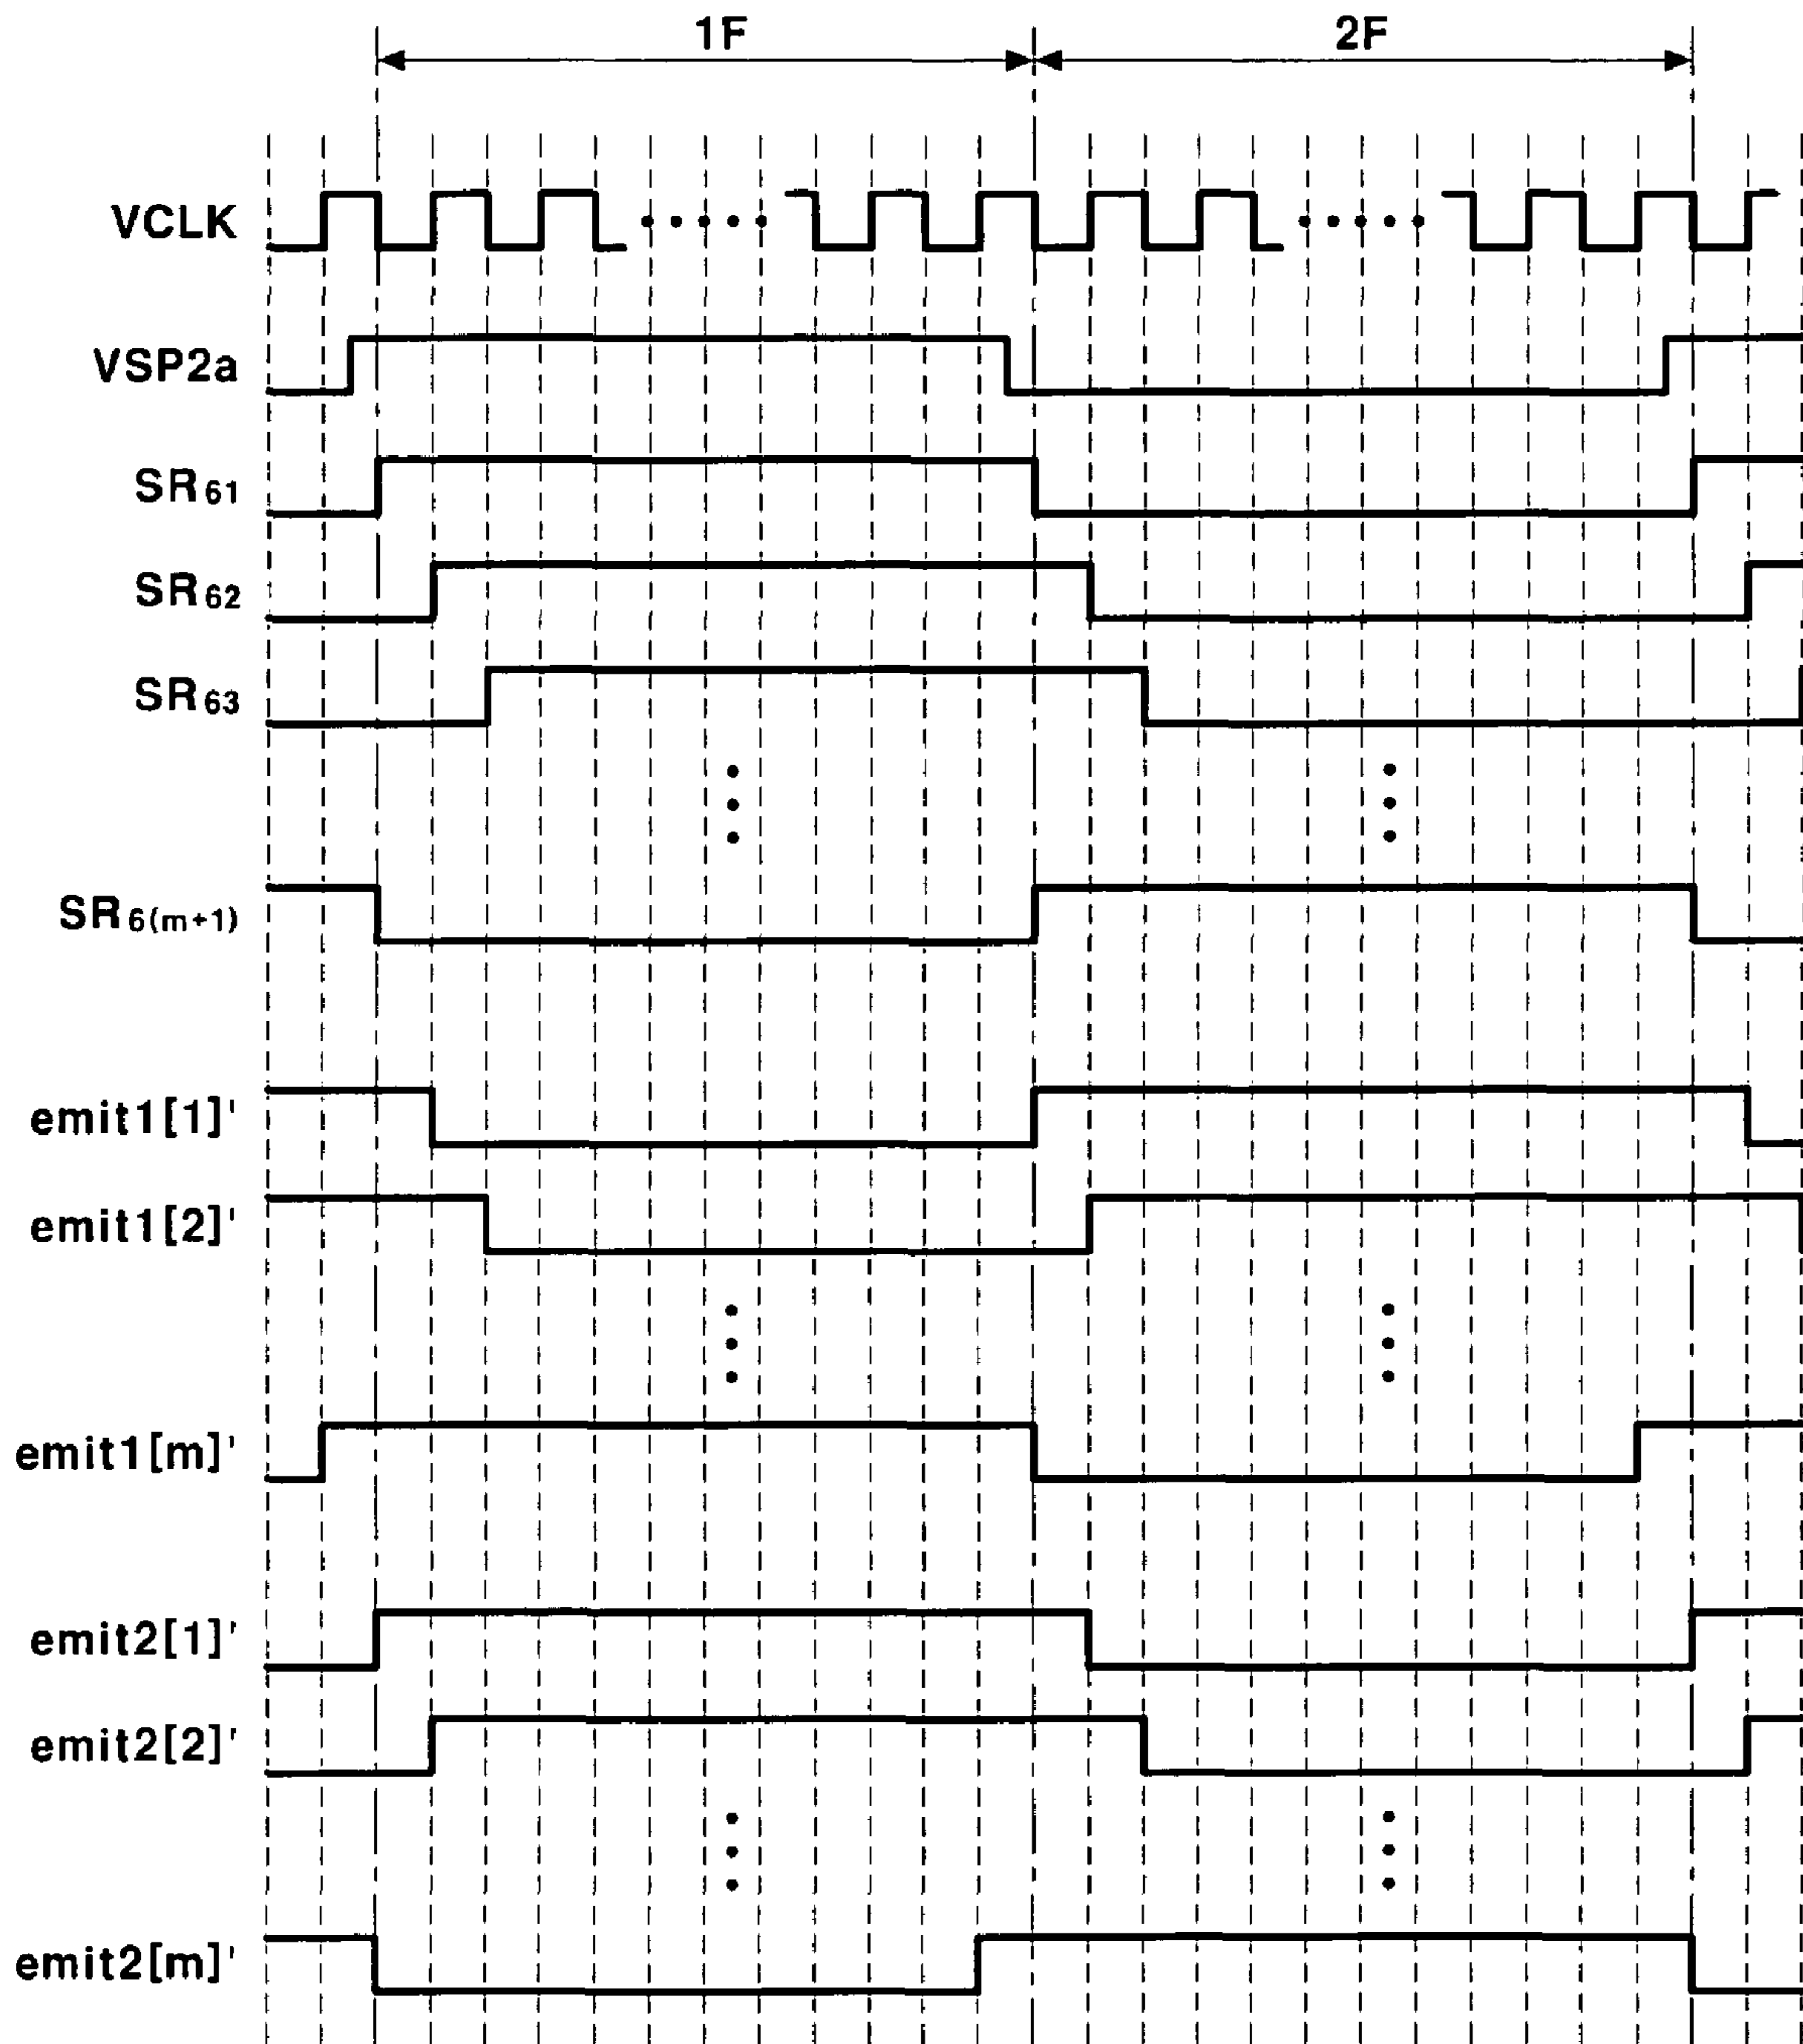 1F 2F
VCLK
VSP2a
SR61
SR62
SR63
SR6(m+1)
emit1[1]'
emit1[2]'
emit1[m]'
emit2[1]'
emit2[2]'
emit2[m]'